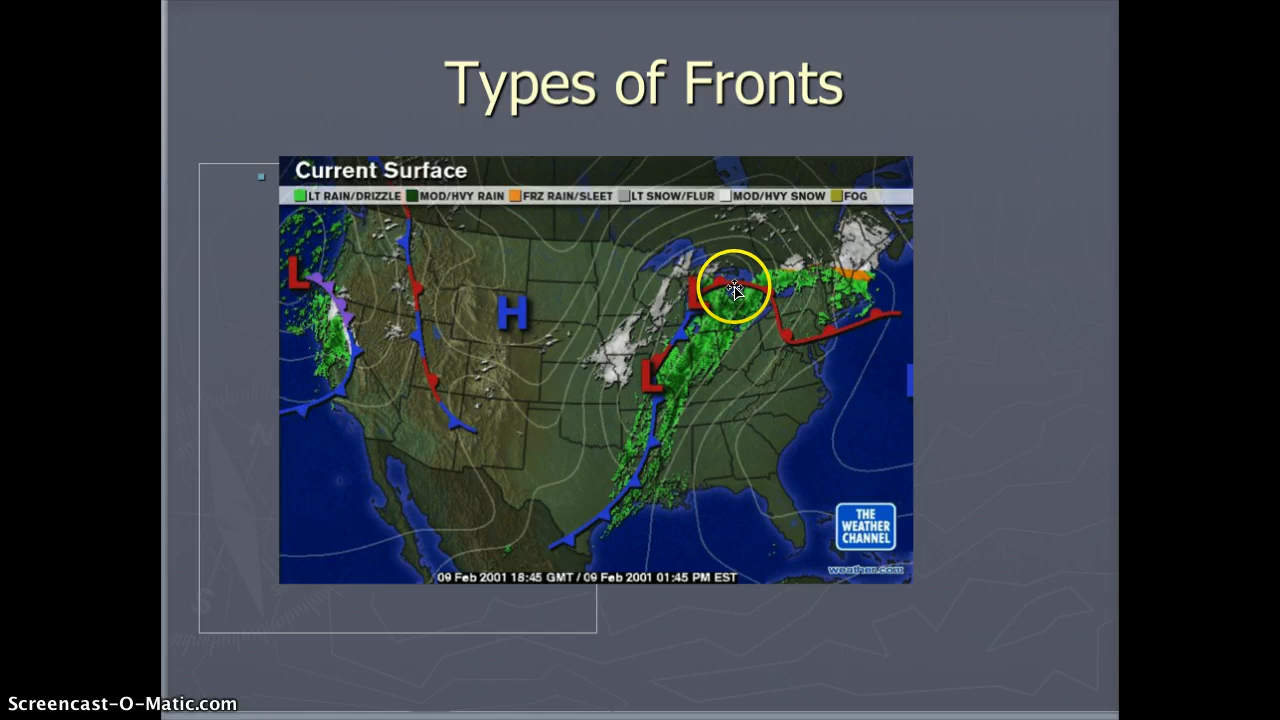 Types of Fronts
Current Surface
LT RAIN/DRIZZLE MOD/HVY RAIN FRZ RAIN/SLEET LT SNOW/FLUR MOD/HVY SNOW FOG
L
L
H
L
THE
WEATHER
CHANNEL
weather.com
09 Feb 2001 18:45 GMT / 09 Feb 2001 01:45 PM EST
Screencast-O-Matic.com